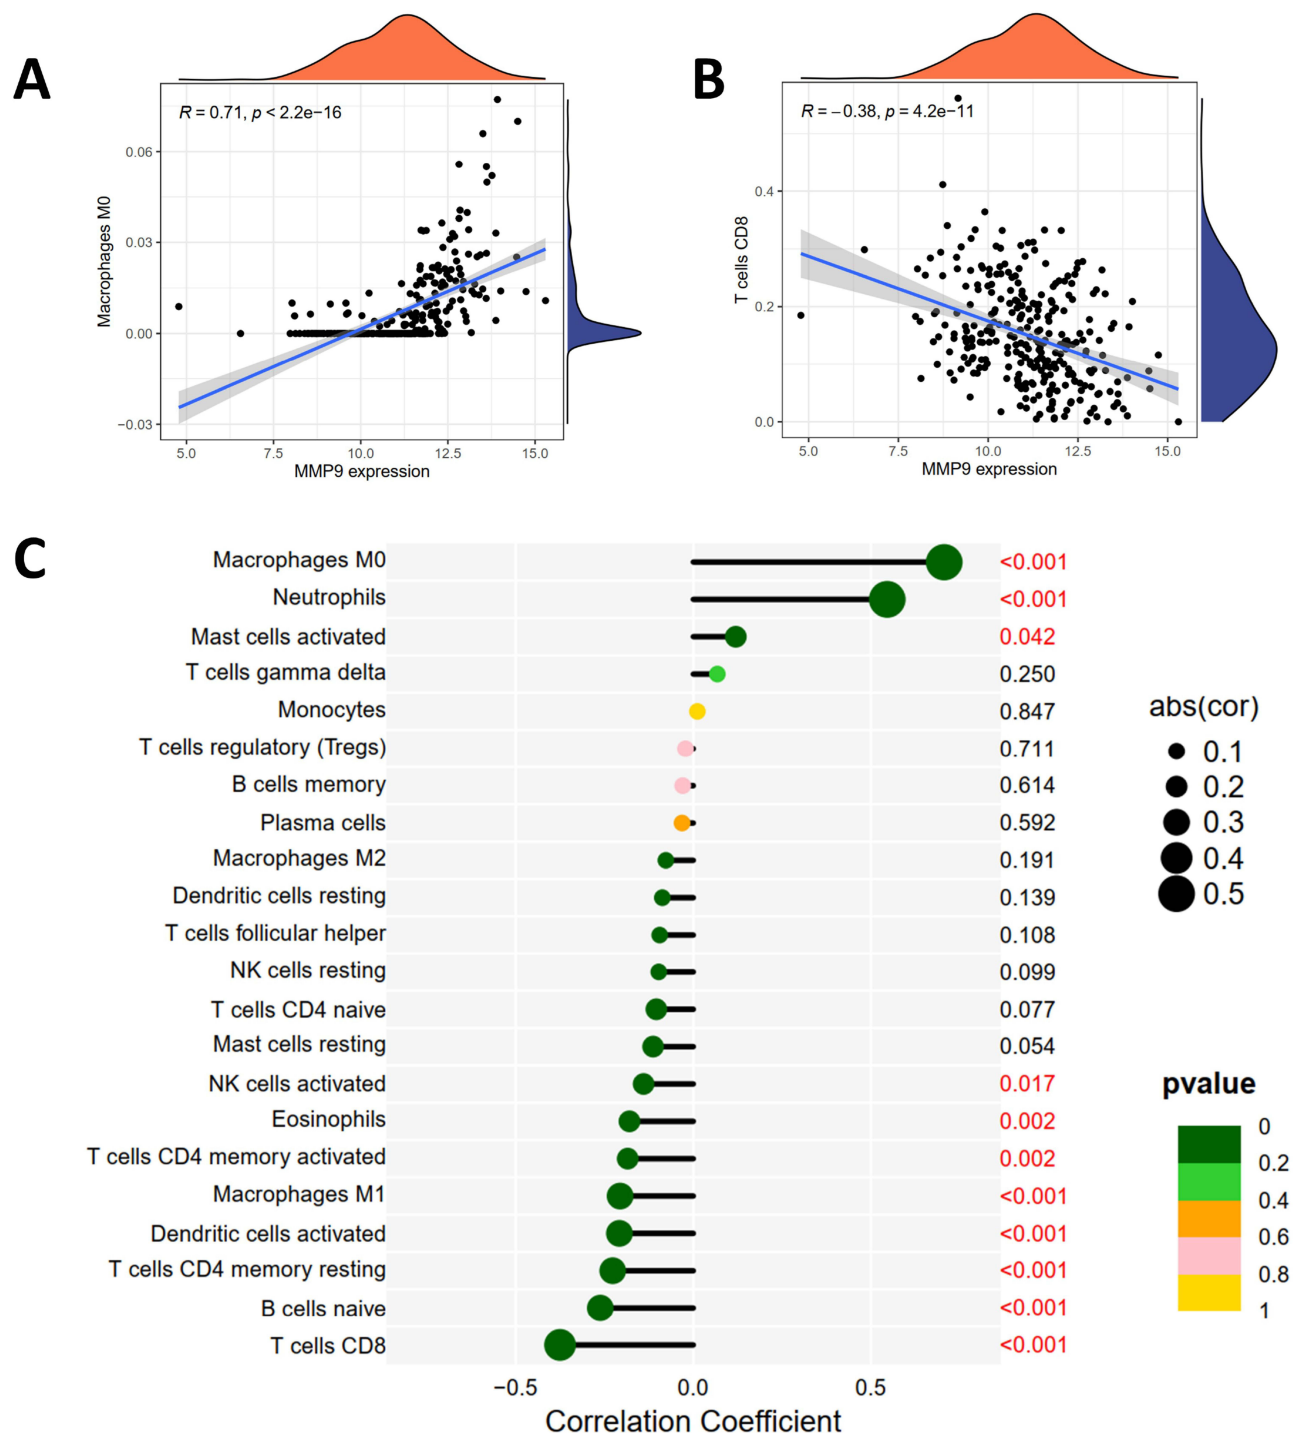 A
R = 0.71, p < 2.2e−16
Macrophages M0
0.06
0.03
0.00
−0.03
5.0 7.5 10.0 12.5 15.0
MMP9 expression
B
R = −0.38, p = 4.2e−11
T cells CD8
0.4
0.2
0.0
5.0 7.5 10.0 12.5 15.0
MMP9 expression
C
Macrophages M0 <0.001
Neutrophils <0.001
Mast cells activated 0.042
T cells gamma delta 0.250
Monocytes 0.847
T cells regulatory (Tregs) 0.711
B cells memory 0.614
Plasma cells 0.592
Macrophages M2 0.191
Dendritic cells resting 0.139
T cells follicular helper 0.108
NK cells resting 0.099
T cells CD4 naive 0.077
Mast cells resting 0.054
NK cells activated 0.017
Eosinophils 0.002
T cells CD4 memory activated 0.002
Macrophages M1 <0.001
Dendritic cells activated <0.001
T cells CD4 memory resting <0.001
B cells naive <0.001
T cells CD8 <0.001
−0.5 0.0 0.5
Correlation Coefficient
abs(cor)
0.1
0.2
0.3
0.4
0.5
pvalue
0
0.2
0.4
0.6
0.8
1